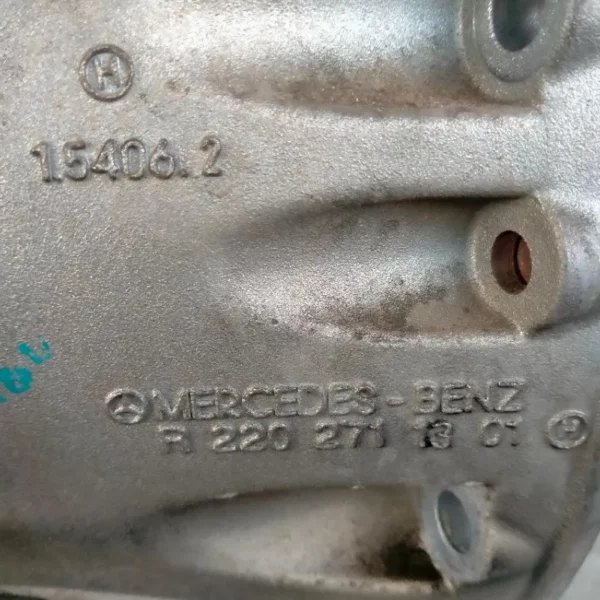 H
15406.2
MERCEDES-BENZ
R 220 271 13 01 H